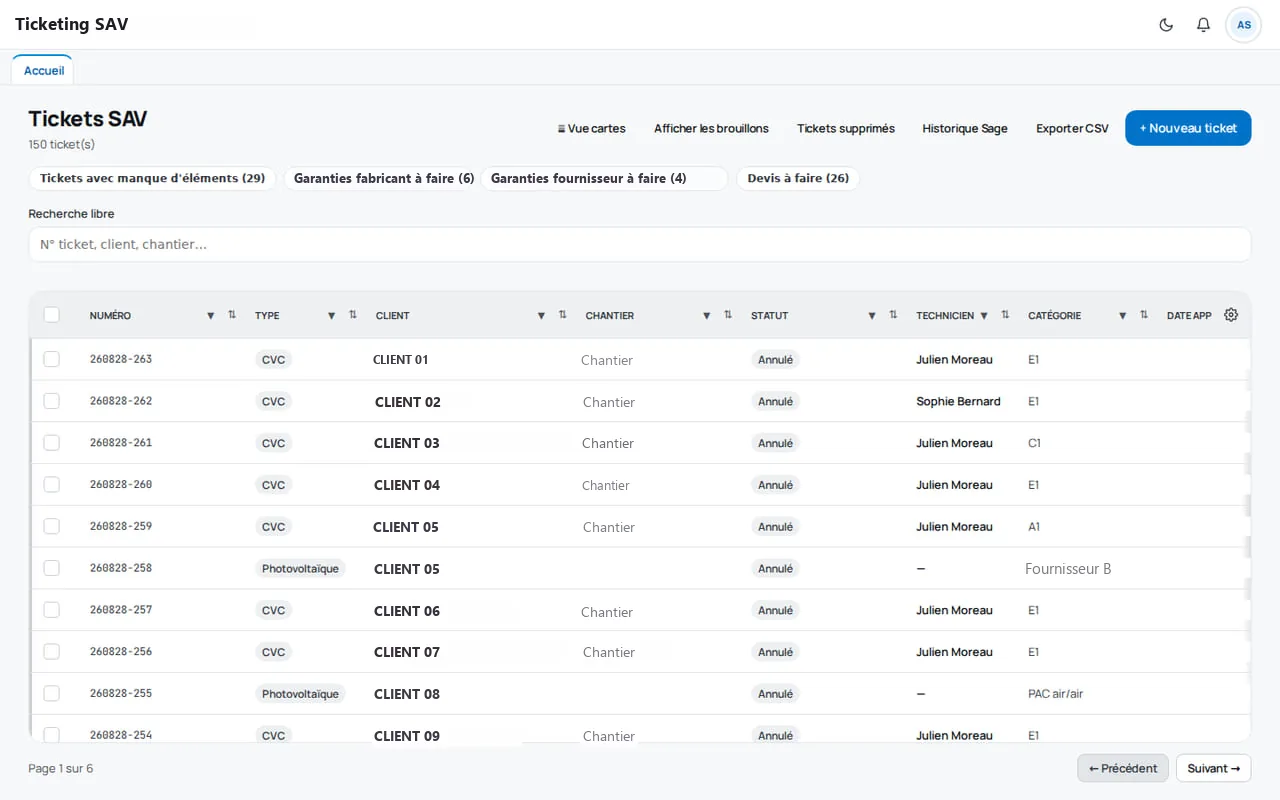 Ticketing SAV
AS
Accueil
Tickets SAV
150 ticket(s)
≡ Vue cartes Afficher les brouillons Tickets supprimés Historique Sage Exporter CSV + Nouveau ticket
Tickets avec manque d'éléments (29) Garanties fabricant à faire (6) Garanties fournisseur à faire (4) Devis à faire (26)
Recherche libre
N° ticket, client, chantier...
NUMÉRO ▼ ⇅ TYPE ▼ ⇅ CLIENT ▼ ⇅ CHANTIER ▼ ⇅ STATUT ▼ ⇅ TECHNICIEN ▼ ⇅ CATÉGORIE ▼ ⇅ DATE APP
260828-263 CVC CLIENT 01 Chantier Annulé Julien Moreau E1
260828-262 CVC CLIENT 02 Chantier Annulé Sophie Bernard E1
260828-261 CVC CLIENT 03 Chantier Annulé Julien Moreau C1
260828-260 CVC CLIENT 04 Chantier Annulé Julien Moreau E1
260828-259 CVC CLIENT 05 Chantier Annulé Julien Moreau A1
260828-258 Photovoltaïque CLIENT 05 Annulé — Fournisseur B
260828-257 CVC CLIENT 06 Chantier Annulé Julien Moreau E1
260828-256 CVC CLIENT 07 Chantier Annulé Julien Moreau E1
260828-255 Photovoltaïque CLIENT 08 Annulé — PAC air/air
260828-254 CVC CLIENT 09 Chantier Annulé Julien Moreau E1
Page 1 sur 6 ← Précédent Suivant →